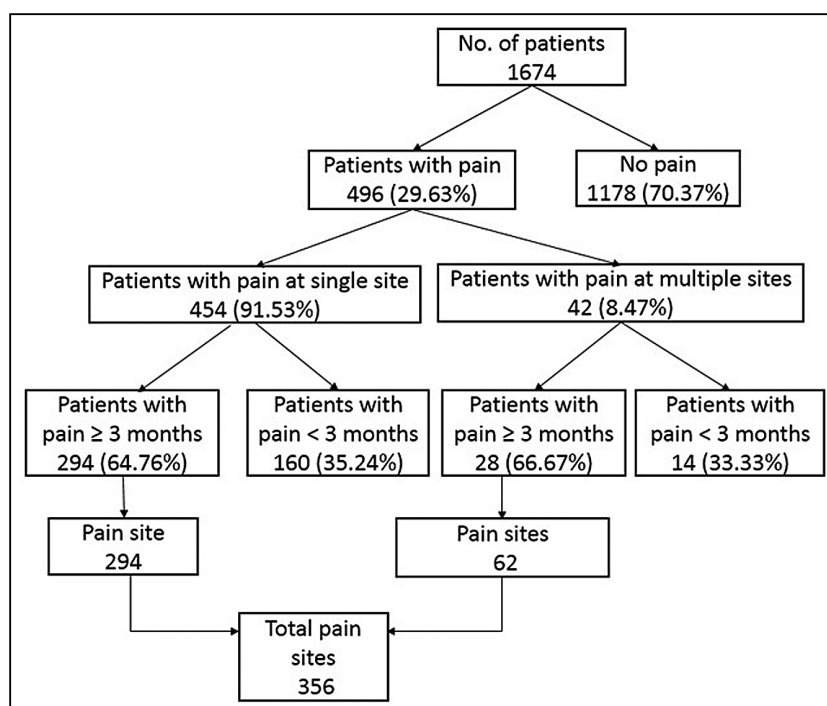 No. of patients
1674
Patients with pain
496 (29.63%)
No pain
1178 (70.37%)
Patients with pain at single site
454 (91.53%)
Patients with pain at multiple sites
42 (8.47%)
Patients with
pain ≥ 3 months
294 (64.76%)
Patients with
pain < 3 months
160 (35.24%)
Patients with
pain ≥ 3 months
28 (66.67%)
Patients with
pain < 3 months
14 (33.33%)
Pain site
294
Pain sites
62
Total pain
sites
356